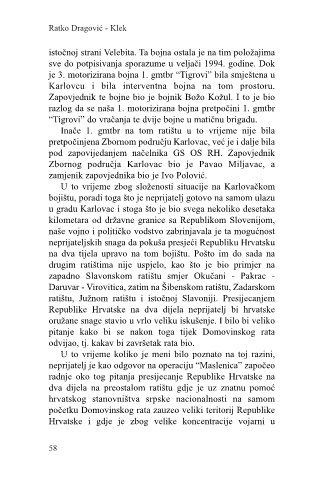 Ratko Dragović - Klek
istočnoj strani Velebita. Ta bojna ostala je na tim položajima
sve do potpisivanja sporazume u veljači 1994. godine. Dok
je 3. motorizirana bojna 1. gmtbr “Tigrovi” bila smještena u
Karlovcu i bila interventna bojna na tom prostoru.
Zapovjednik te bojne bio je bojnik Božo Kožul. I to je bio
razlog da se naša 1. motorizirana bojna pretpočini 1. gmtbr
“Tigrovi” do vraćanja te dvije bojne u matičnu brigadu.
Inače 1. gmtbr na tom ratištu u to vrijeme nije bila
pretpočinjena Zbornom području Karlovac, već je i dalje bila
pod zapovijedanjem načelnika GS OS RH. Zapovjednik
Zbornog područja Karlovac bio je Pavao Miljavac, a
zamjenik zapovjednika bio je Ivo Polović.
U to vrijeme zbog složenosti situacije na Karlovačkom
bojištu, poradi toga što je neprijatelj gotovo na samom ulazu
u gradu Karlovac i stoga što je bio svega nekoliko desetaka
kilometara od državne granice sa Republikom Slovenijom,
naše vojno i političko vodstvo zabrinjavala je ta mogućnost
neprijateljskih snaga da pokuša presjeći Republiku Hrvatsku
na dva tijela upravo na tom bojištu. Pošto im do sada na
drugim ratištima nije uspjelo, kao što je bio primjer na
zapadno Slavonskom ratištu smjer Okučani - Pakrac -
Daruvar - Virovitica, zatim na Šibenskom ratištu, Zadarskom
ratištu, Južnom ratištu i istočnoj Slavoniji. Presijecanjem
Republike Hrvatske na dva dijela neprijatelj bi hrvatske
oružane snage stavio u vrlo veliku iskušenje. I bilo bi veliko
pitanje kako bi se nakon toga tijek Domovinskog rata
odvijao, tj. kakav bi završetak rata bio.
U to vrijeme koliko je meni bilo poznato na toj razini,
neprijatelj je kao odgovor na operaciju “Maslenica” započeo
radnje oko tog pitanja presijecanje Republike Hrvatske na
dva dijela na preostalom ratištu gdje je uz znatnu pomoć
hrvatskog stanovništva srpske nacionalnosti na samom
početku Domovinskog rata zauzeo veliki teritorij Republike
Hrvatske i gdje je zbog velike koncentracije vojarni u
58